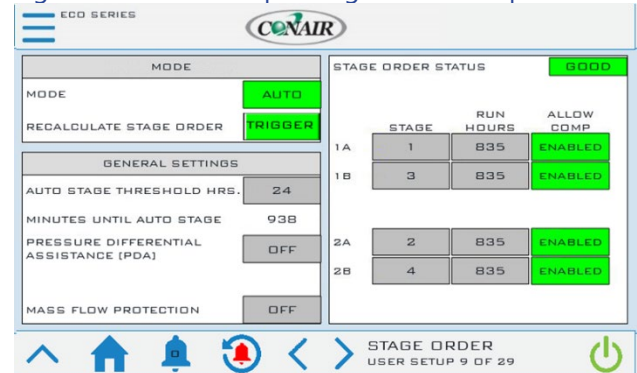 ECO SERIES
CONAIR
MODE
MODE AUTO
RECALCULATE STAGE ORDER TRIGGER
GENERAL SETTINGS
AUTO STAGE THRESHOLD HRS. 24
MINUTES UNTIL AUTO STAGE 938
PRESSURE DIFFERENTIAL
ASSISTANCE (PDA) OFF
MASS FLOW PROTECTION OFF
STAGE ORDER STATUS GOOD
STAGE RUN HOURS ALLOW COMP
1A 1 835 ENABLED
1B 3 835 ENABLED
2A 2 835 ENABLED
2B 4 835 ENABLED
0
STAGE ORDER
USER SETUP 9 OF 29